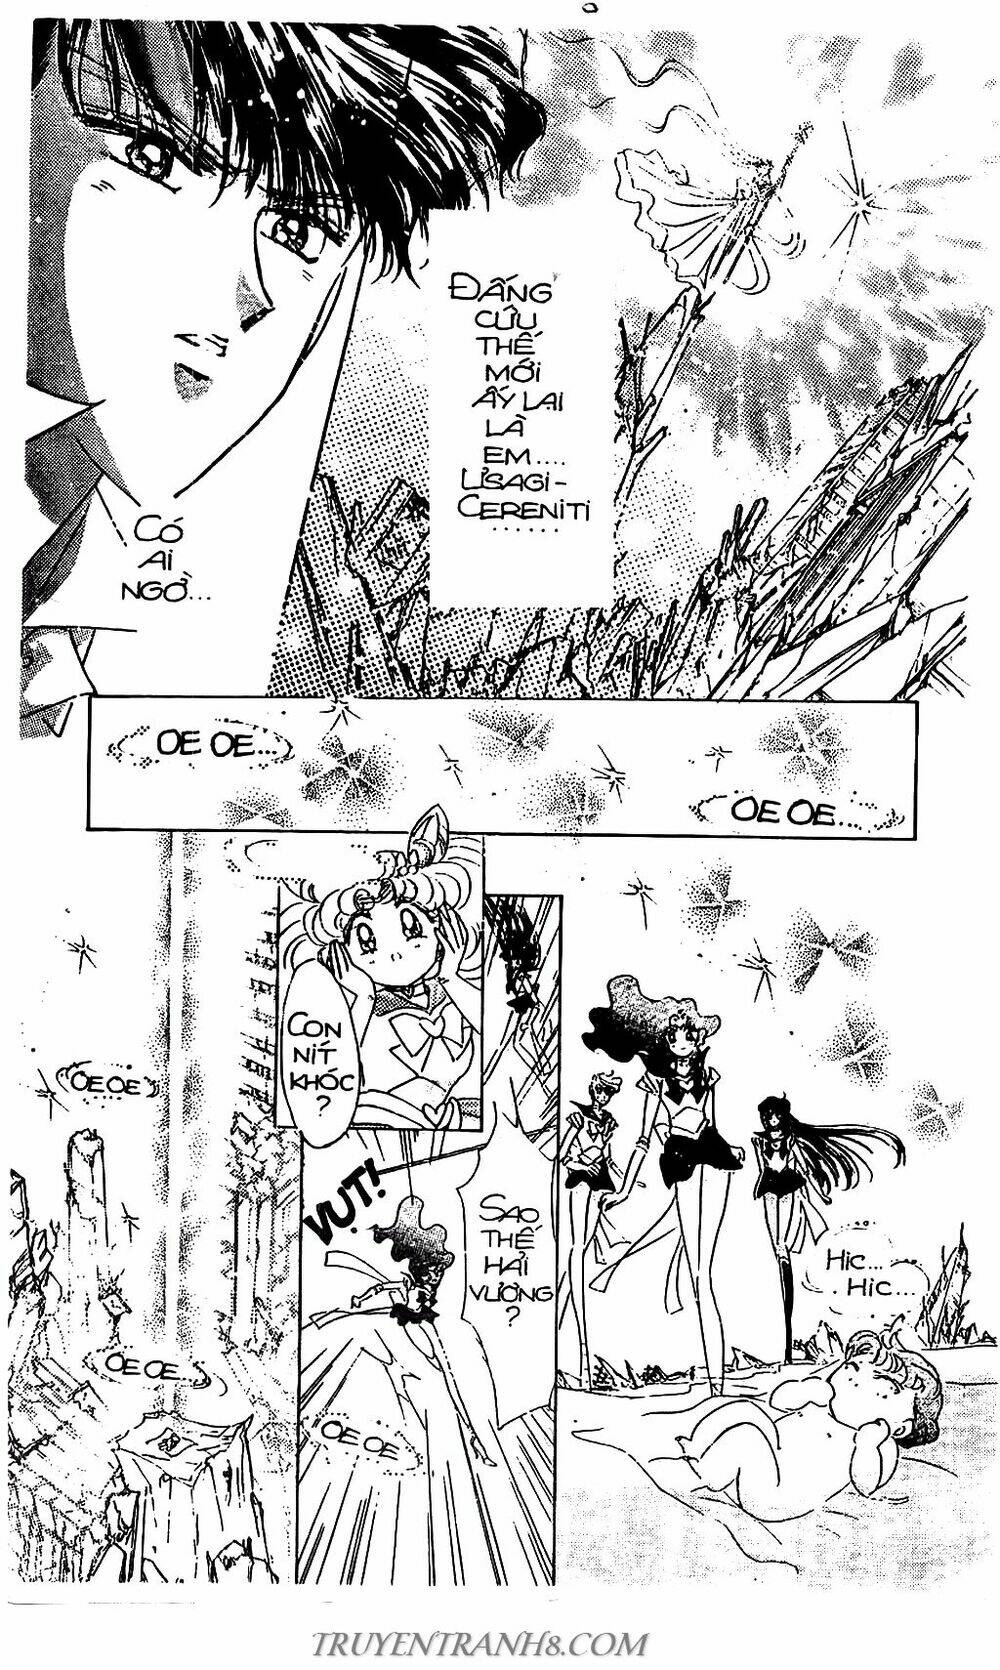 ĐẤNG
CỨU
THẾ
MỚI
ẤY LẠI
LÀ
EM....
USAGI-
CERENITI
......
CÓ
AI
NGỜ...
OE OE...
OE OE...
CON
NÍT
KHÓC
?
OE OE
VỤT!
SAO
THẾ
HẢI
VƯƠNG
?
HIC...
HIC...
OE OE
OE OE
TRUYENTRANH8.COM